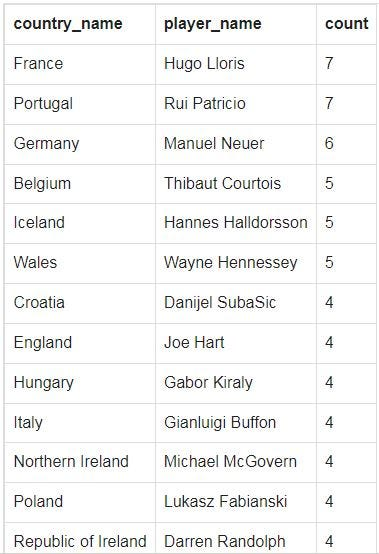 country_name player_name count
France Hugo Lloris 7
Portugal Rui Patricio 7
Germany Manuel Neuer 6
Belgium Thibaut Courtois 5
Iceland Hannes Halldorsson 5
Wales Wayne Hennessey 5
Croatia Danijel SubaSic 4
England Joe Hart 4
Hungary Gabor Kiraly 4
Italy Gianluigi Buffon 4
Northern Ireland Michael McGovern 4
Poland Lukasz Fabianski 4
Republic of Ireland Darren Randolph 4